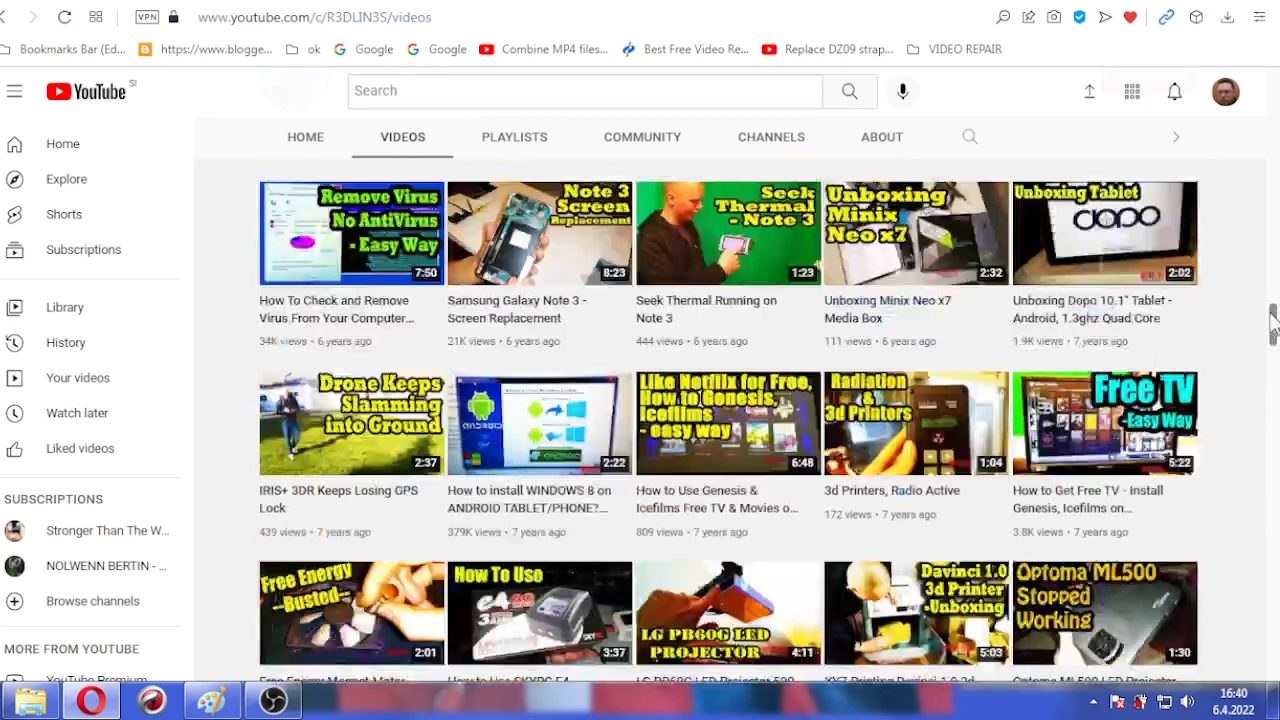 www.youtube.com/c/R3DLIN3S/videos
VPN
Bookmarks Bar (Ed...
https://www.blogge...
ok
Google
Google
Combine MP4 files...
Best Free Video Re...
Replace DZ09 strap...
VIDEO REPAIR
YouTube SI
Search
HOME
VIDEOS
PLAYLISTS
COMMUNITY
CHANNELS
ABOUT
Home
Explore
Shorts
Subscriptions
Library
History
Your videos
Watch later
Liked videos
SUBSCRIPTIONS
Stronger Than The W...
NOLWENN BERTIN - ...
Browse channels
MORE FROM YOUTUBE
YouTube Premium
Remove Virus
No AntiVirus
- Easy Way
7:50
How To Check and Remove
Virus From Your Computer...
34K views • 6 years ago
Note 3
Screen
Replacement
8:23
Samsung Galaxy Note 3 -
Screen Replacement
21K views • 6 years ago
Seek
Thermal
- Note 3
1:23
Seek Thermal Running on
Note 3
444 views • 6 years ago
Unboxing
Minix
Neo x7
2:32
Unboxing Minix Neo x7
Media Box
111 views • 6 years ago
Unboxing Tablet
dopo
2:02
Unboxing Dopo 10.1" Tablet -
Android, 1.3ghz Quad Core
1.9K views • 7 years ago
Drone Keeps
Slamming
into Ground
2:37
IRIS+ 3DR Keeps Losing GPS
Lock
439 views • 7 years ago
2:22
How to install WINDOWS 8 on
ANDROID TABLET/PHONE?...
379K views • 7 years ago
Like Netflix for Free,
How to Genesis,
Icefilms
- easy way
6:48
How to Use Genesis &
Icefilms Free TV & Movies o...
809 views • 7 years ago
Radiation
&
3d Printers
1:04
3d Printers, Radio Active
172 views • 7 years ago
Free TV
-Easy Way
5:22
How to Get Free TV - Install
Genesis, Icefilms on...
3.8K views • 7 years ago
Free Energy
--Busted--
2:01
How To Use
3:37
LG PB60G LED
PROJECTOR
4:11
Davinci 1.0
3d Printer
-Unboxing
5:03
Optoma ML500
Stopped
Working
1:30
16:40
6.4.2022